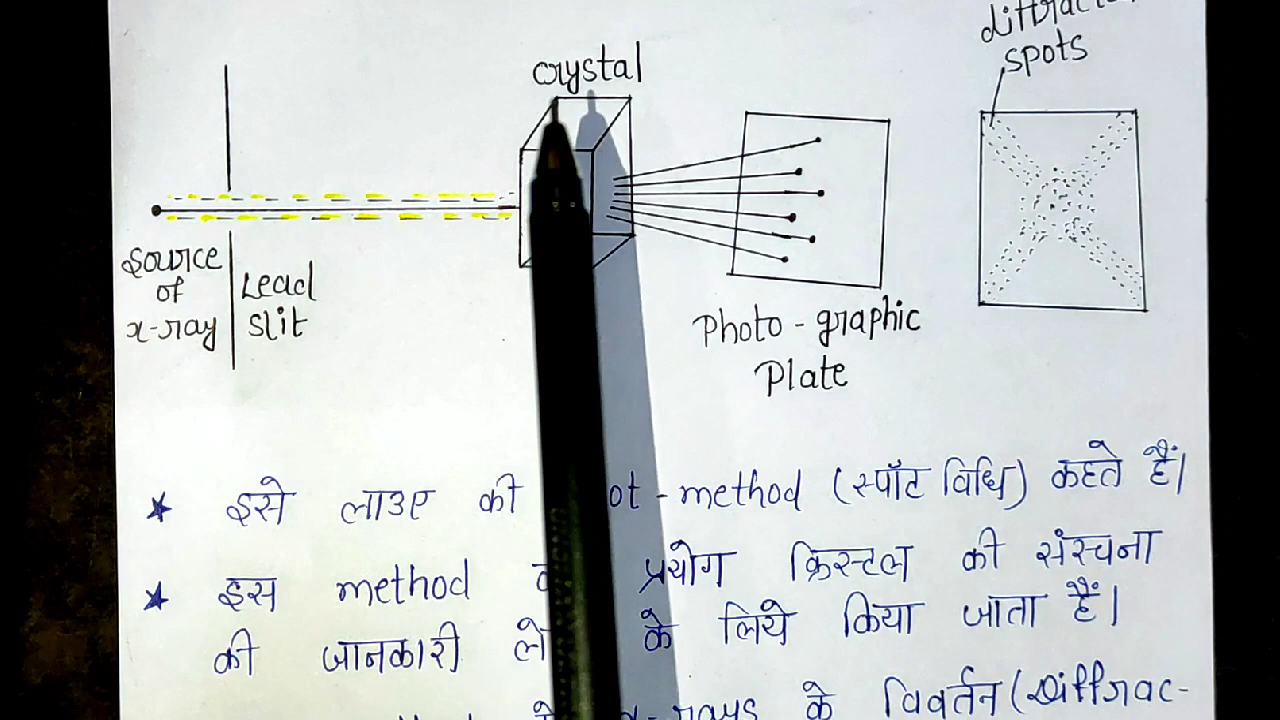 spots
crystal
source
of
x-ray
Lead
slit
Photo - graphic
Plate
★ इसे लाउए की ot - method (स्पॉट विधि) कहते हैं।
★ इस method प्रयोग क्रिस्टल की संरचना
की जानकारी ले के लिये किया जाता हैं।
x-rays के विवर्तन (Diffrac-